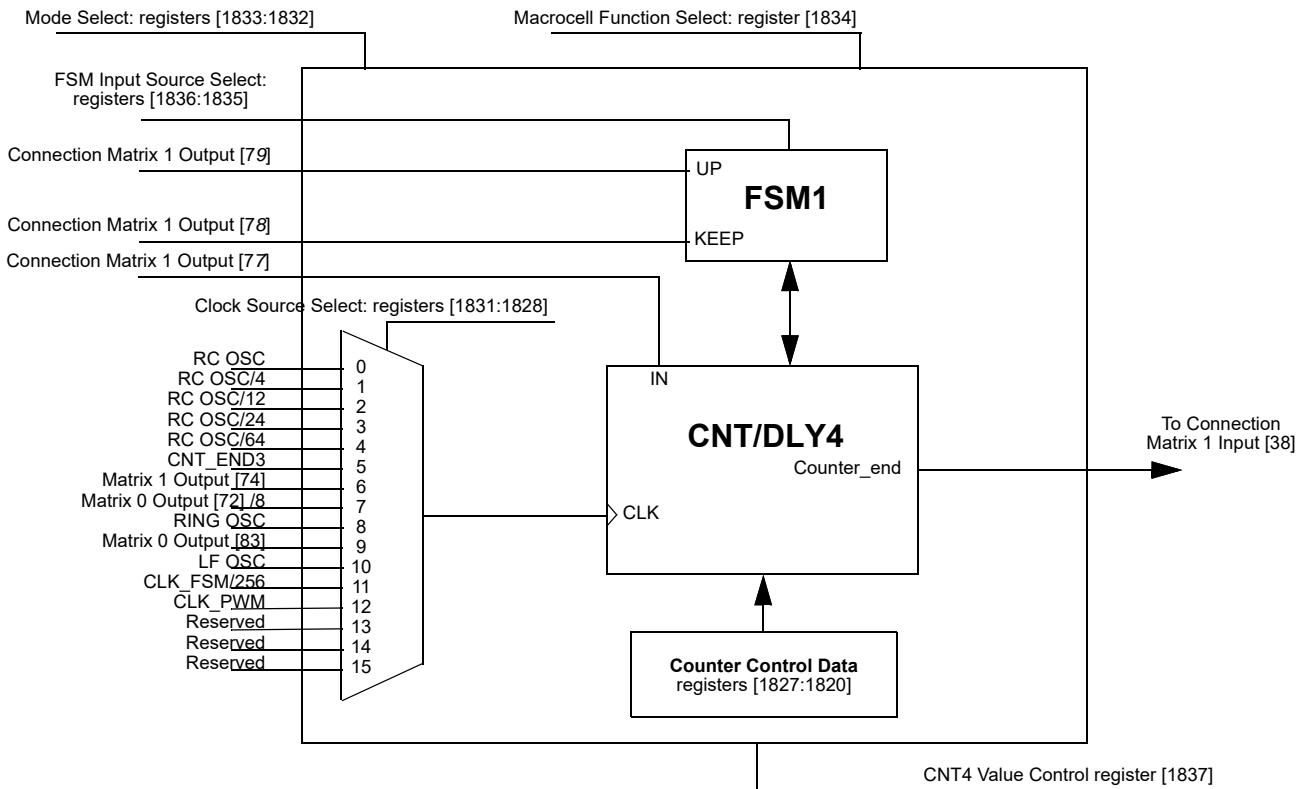 Mode Select: registers [1833:1832]
Macrocell Function Select: register [1834]
FSM Input Source Select:
registers [1836:1835]
Connection Matrix 1 Output [79]
UP
FSM1
Connection Matrix 1 Output [78]
KEEP
Connection Matrix 1 Output [77]
Clock Source Select: registers [1831:1828]
RC OSC 0
RC OSC/4 1
RC OSC/12 2
RC OSC/24 3
RC OSC/64 4
CNT_END3 5
Matrix 1 Output [74] 6
Matrix 0 Output [72] /8 7
RING OSC 8
Matrix 0 Output [83] 9
LF OSC 10
CLK_FSM/256 11
CLK_PWM 12
Reserved 13
Reserved 14
Reserved 15
IN
CNT/DLY4
Counter_end
CLK
To Connection
Matrix 1 Input [38]
Counter Control Data
registers [1827:1820]
CNT4 Value Control register [1837]